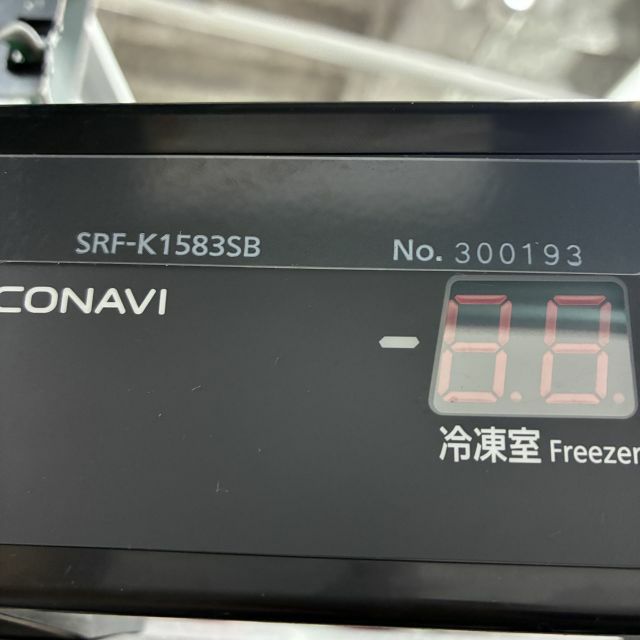 SRF-K1583SB No. 300193
CONAVI
冷凍室 Freezer